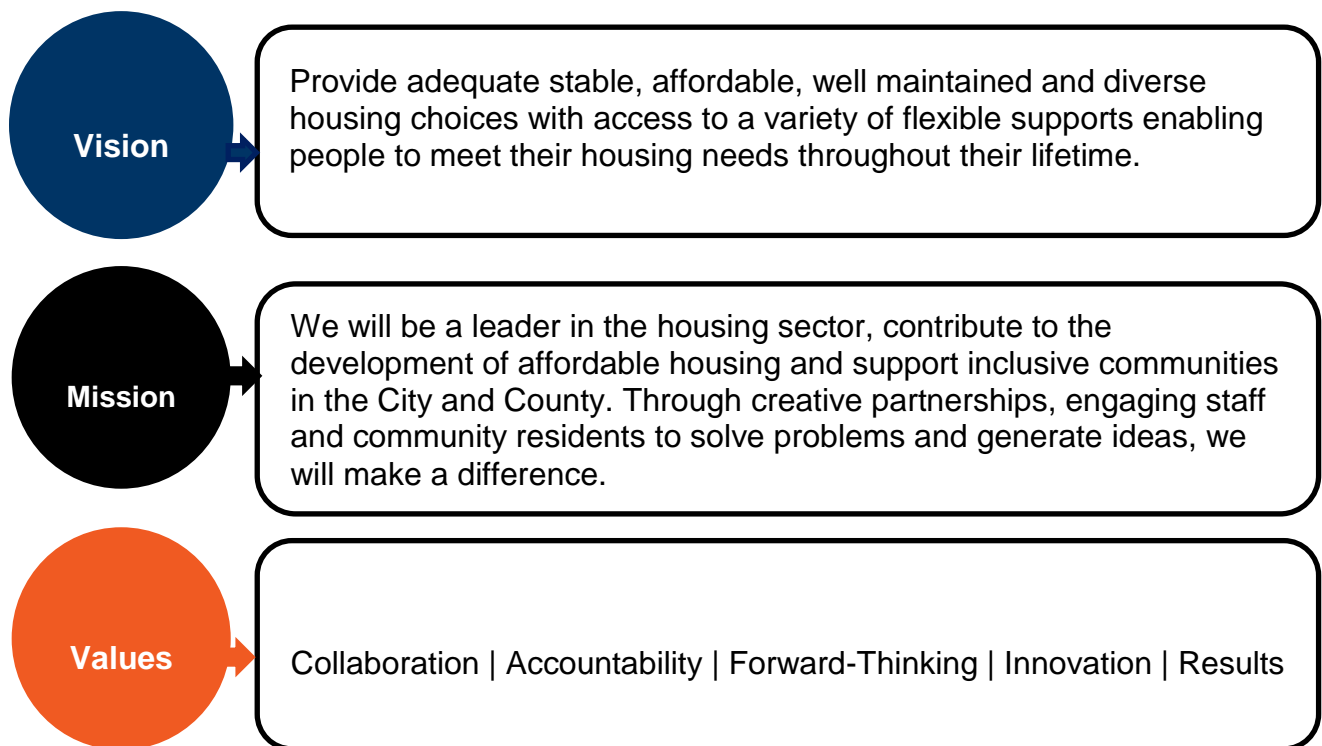 Vision
Provide adequate stable, affordable, well maintained and diverse
housing choices with access to a variety of flexible supports enabling
people to meet their housing needs throughout their lifetime.
Mission
We will be a leader in the housing sector, contribute to the
development of affordable housing and support inclusive communities
in the City and County. Through creative partnerships, engaging staff
and community residents to solve problems and generate ideas, we
will make a difference.
Values
Collaboration | Accountability | Forward-Thinking | Innovation | Results